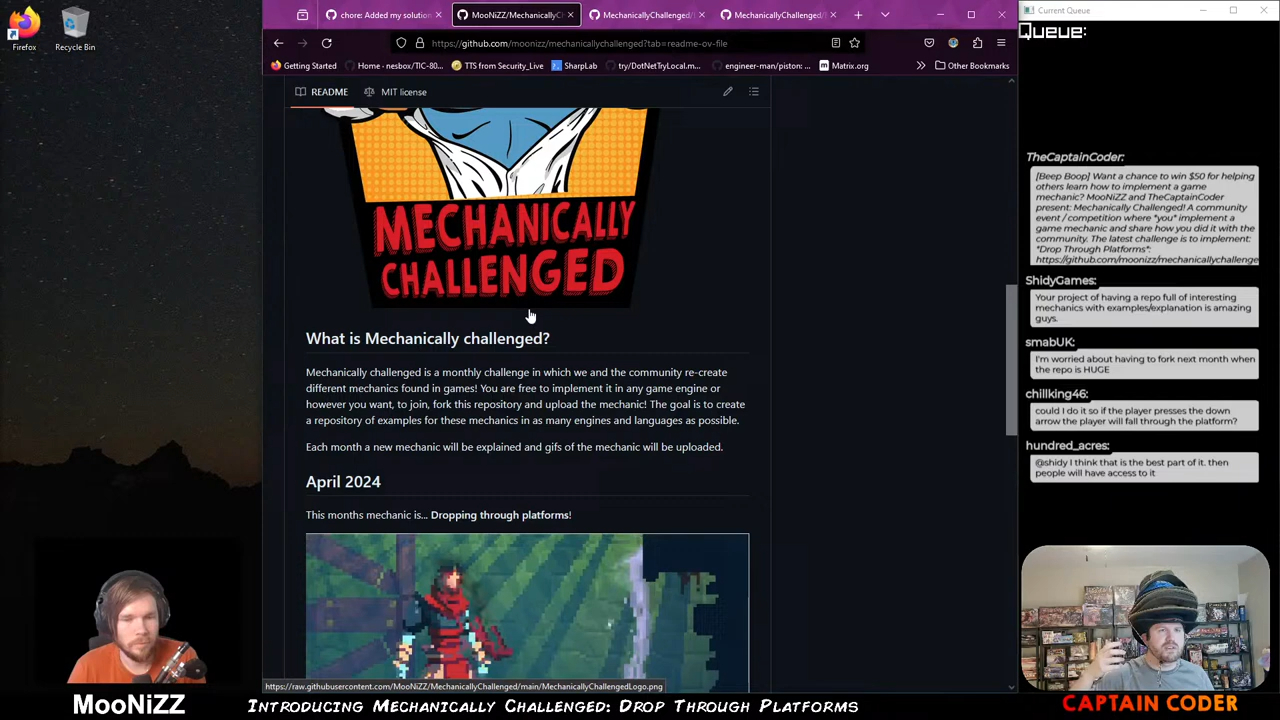 Firefox
Recycle Bin
chore: Added my solution
MooNiZZ/MechanicallyC
MechanicallyChallenged/
MechanicallyChallenged/
https://github.com/moonizz/mechanicallychallenged?tab=readme-ov-file
Getting Started
Home - nesbox/TIC-80...
TTS from Security_Live
SharpLab
try/DotNetTryLocal.m...
engineer-man/piston: ...
Matrix.org
Other Bookmarks
README
MIT license
MECHANICALLY
CHALLENGED
What is Mechanically challenged?
Mechanically challenged is a monthly challenge in which we and the community re-create
different mechanics found in games! You are free to implement it in any game engine or
however you want, to join, fork this repository and upload the mechanic! The goal is to create
a repository of examples for these mechanics in as many engines and languages as possible.
Each month a new mechanic will be explained and gifs of the mechanic will be uploaded.
April 2024
This months mechanic is... Dropping through platforms!
https://raw.githubusercontent.com/MooNiZZ/MechanicallyChallenged/main/MechanicallyChallengedLogo.png
Current Queue
Queue:
TheCaptainCoder:
[Beep Boop] Want a chance to win $50 for helping
others learn how to implement a game
mechanic? MooNiZZ and TheCaptainCoder
present: Mechanically Challenged! A community
event / competition where *you* implement a
game mechanic and share how you did it with the
community. The latest challenge is to implement:
*Drop Through Platforms*:
https://github.com/moonizz/mechanicallychallenge
ShidyGames:
Your project of having a repo full of interesting
mechanics with examples/explanation is amazing
guys.
smabUK:
I'm worried about having to fork next month when
the repo is HUGE
chillking46:
could I do it so if the player presses the down
arrow the player will fall through the platform?
hundred_acres:
@shidy I think that is the best part of it. then
people will have access to it
MooNiZZ
Introducing Mechanically Challenged: Drop Through Platforms
CAPTAIN CODER